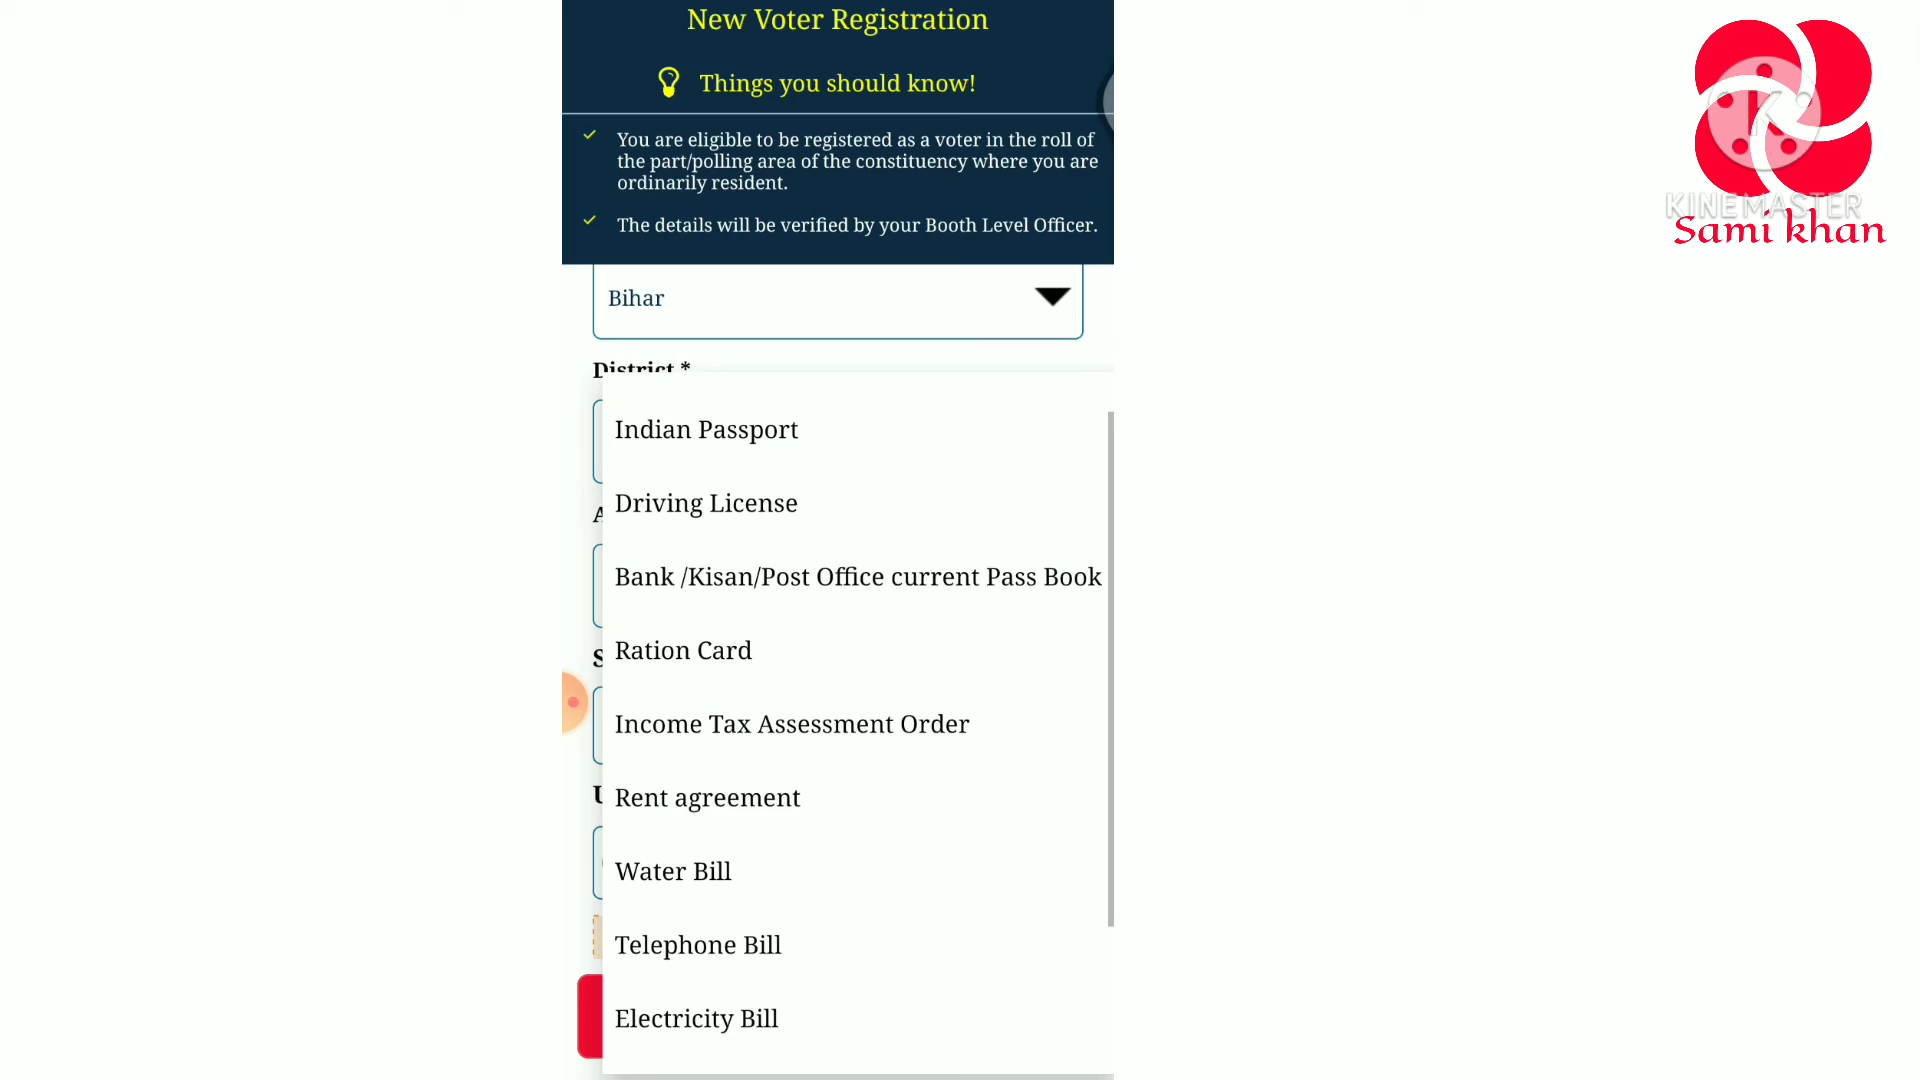 New Voter Registration
Things you should know!
You are eligible to be registered as a voter in the roll of
the part/polling area of the constituency where you are
ordinarily resident.
The details will be verified by your Booth Level Officer.
Bihar
District *
Indian Passport
Driving License
Bank /Kisan/Post Office current Pass Book
Ration Card
Income Tax Assessment Order
Rent agreement
Water Bill
Telephone Bill
Electricity Bill
K
KINEMASTER
Sami khan